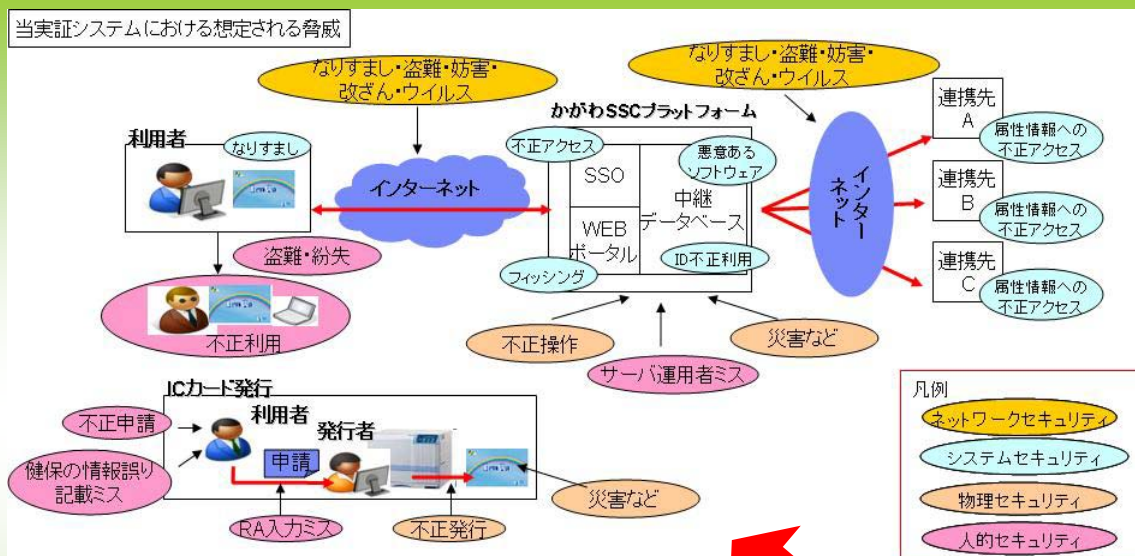 当実証システムにおける想定される脅威
なりすまし・盗難・妨害・
改ざん・ウイルス
なりすまし・盗難・妨害・
改ざん・ウイルス
利用者
なりすまし
インターネット
かがわSSCプラットフォーム
不正アクセス
悪意ある
ソフトウェア
SSO
中継
データベース
WEB
ポータル
フィッシング
ID不正利用
インター
ネット
連携先
A
属性情報への
不正アクセス
連携先
B
属性情報への
不正アクセス
連携先
C
属性情報への
不正アクセス
盗難・紛失
不正利用
不正操作
サーバ運用者ミス
災害など
ICカード発行
利用者
発行者
不正申請
申請
健保の情報誤り
記載ミス
RA入力ミス
不正発行
災害など
凡例
ネットワークセキュリティ
システムセキュリティ
物理セキュリティ
人的セキュリティ